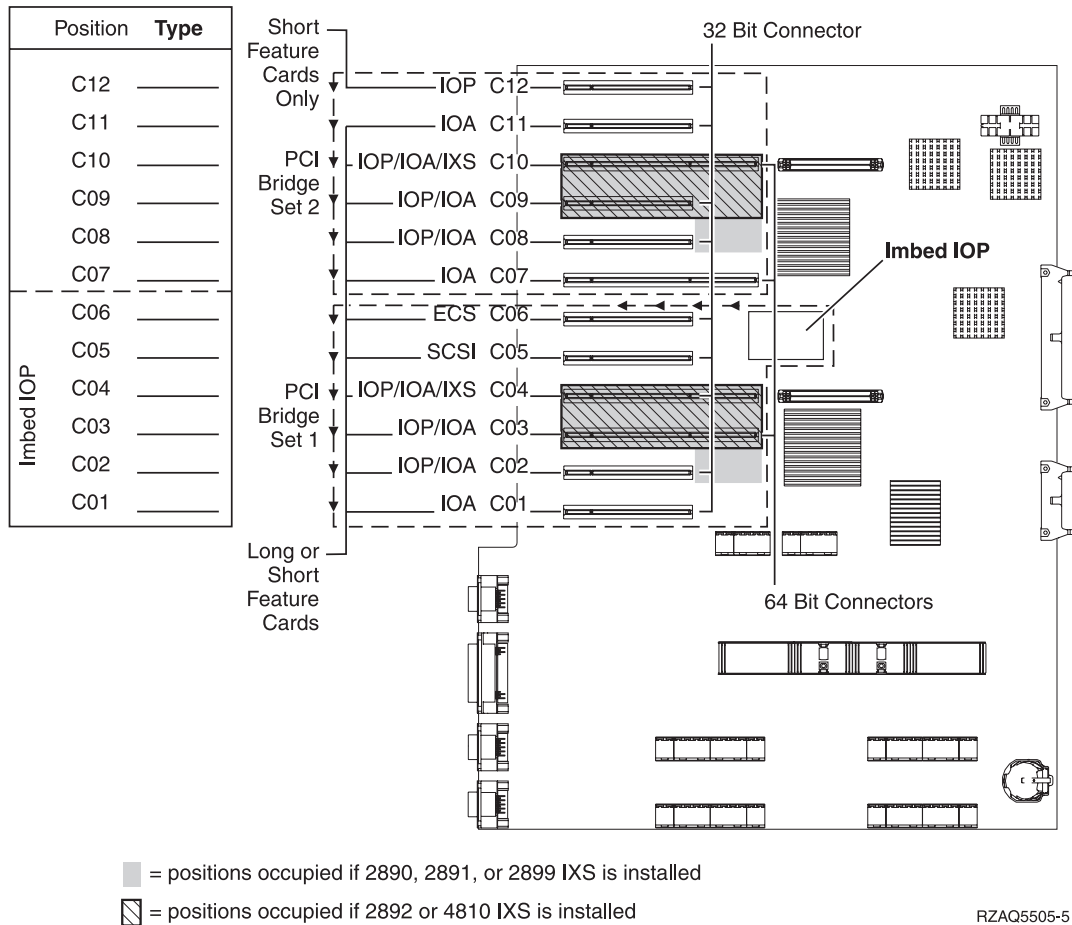 Position Type
C12
C11
C10
C09
C08
C07
C06
C05
C04
C03
C02
C01
Imbed IOP
Short
Feature
Cards
Only
32 Bit Connector
IOP C12
IOA C11
PCI
Bridge
Set 2
IOP/IOA/IXS C10
IOP/IOA C09
IOP/IOA C08
IOA C07
Imbed IOP
ECS C06
SCSI C05
PCI
Bridge
Set 1
IOP/IOA/IXS C04
IOP/IOA C03
IOP/IOA C02
IOA C01
Long or
Short
Feature
Cards
64 Bit Connectors
= positions occupied if 2890, 2891, or 2899 IXS is installed
= positions occupied if 2892 or 4810 IXS is installed
RZAQ5505-5